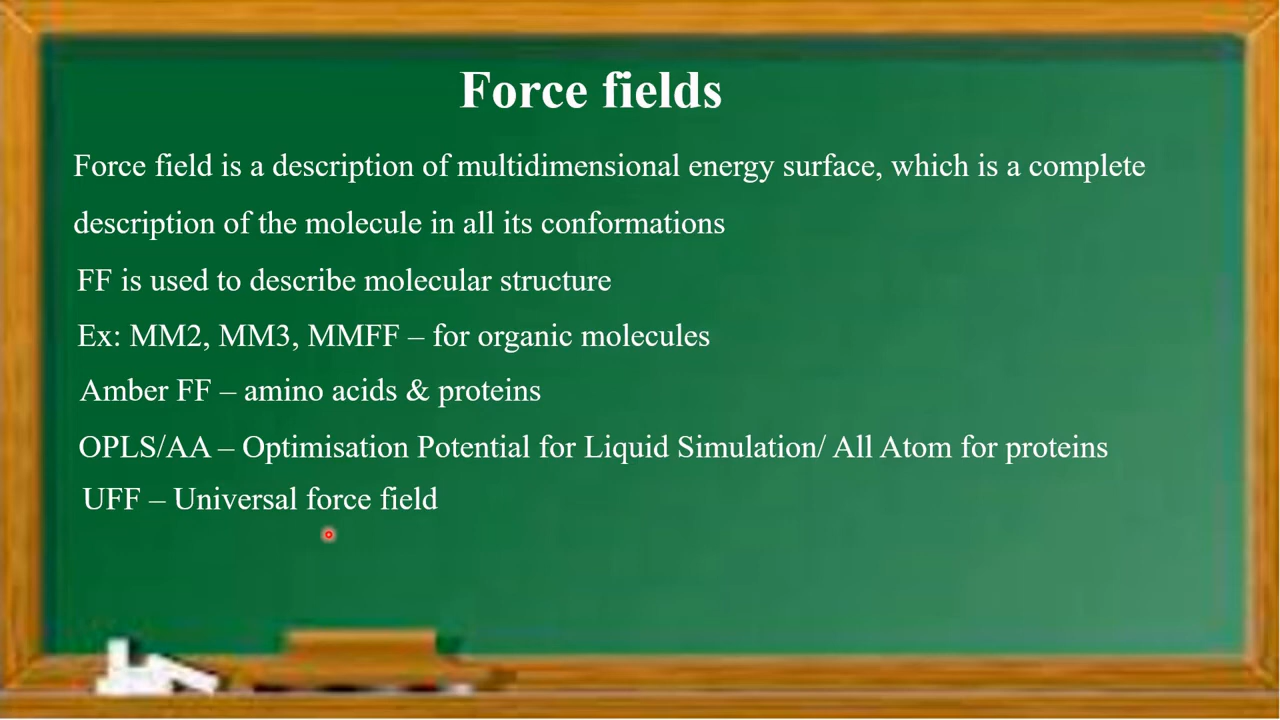 Force fields
Force field is a description of multidimensional energy surface, which is a complete
description of the molecule in all its conformations
FF is used to describe molecular structure
Ex: MM2, MM3, MMFF – for organic molecules
Amber FF – amino acids & proteins
OPLS/AA – Optimisation Potential for Liquid Simulation/ All Atom for proteins
UFF – Universal force field